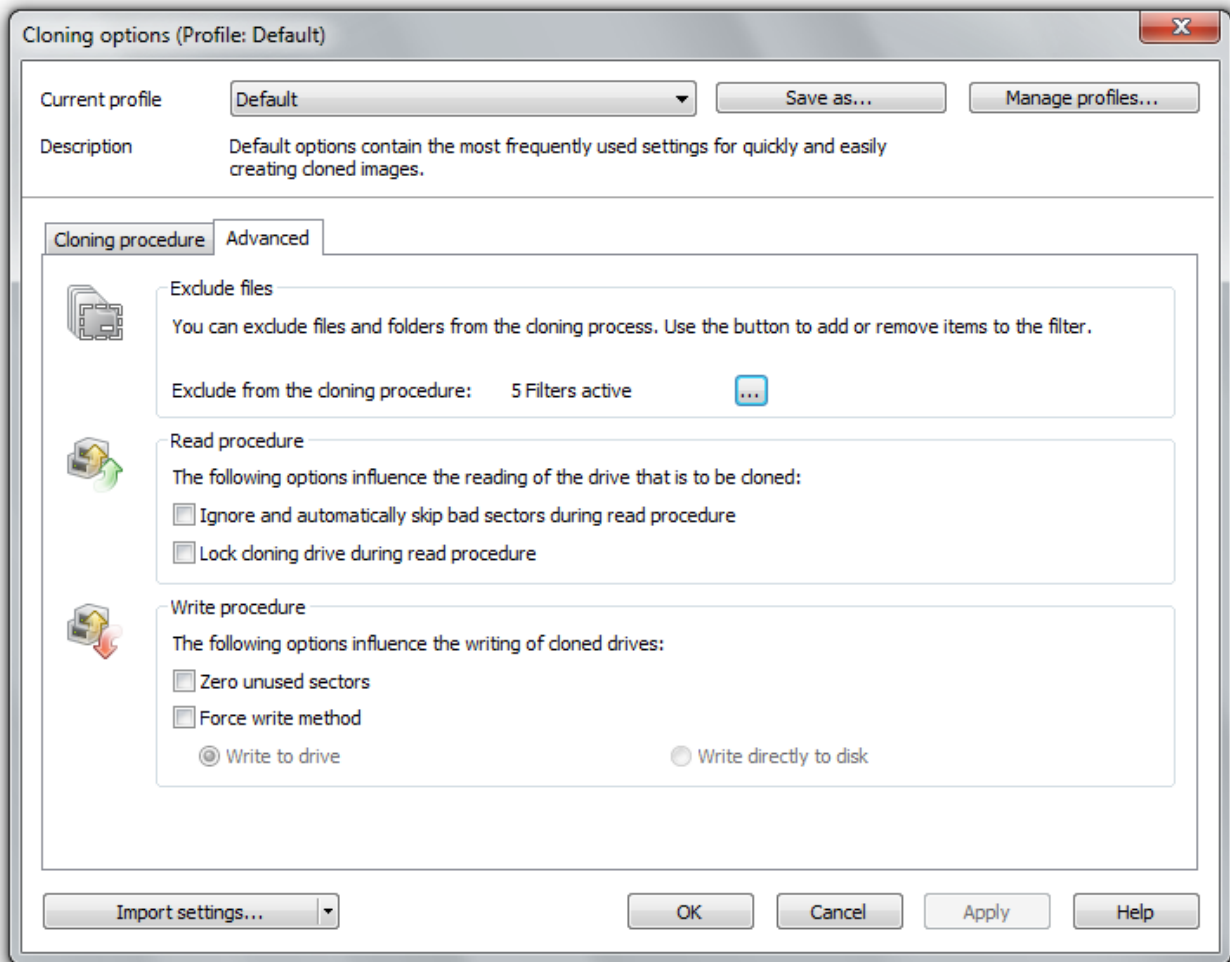 Cloning options (Profile: Default)
Current profile Default Save as... Manage profiles...
Description Default options contain the most frequently used settings for quickly and easily
creating cloned images.
Cloning procedure Advanced
Exclude files
You can exclude files and folders from the cloning process. Use the button to add or remove items to the filter.
Exclude from the cloning procedure: 5 Filters active ...
Read procedure
The following options influence the reading of the drive that is to be cloned:
Ignore and automatically skip bad sectors during read procedure
Lock cloning drive during read procedure
Write procedure
The following options influence the writing of cloned drives:
Zero unused sectors
Force write method
Write to drive Write directly to disk
Import settings... OK Cancel Apply Help